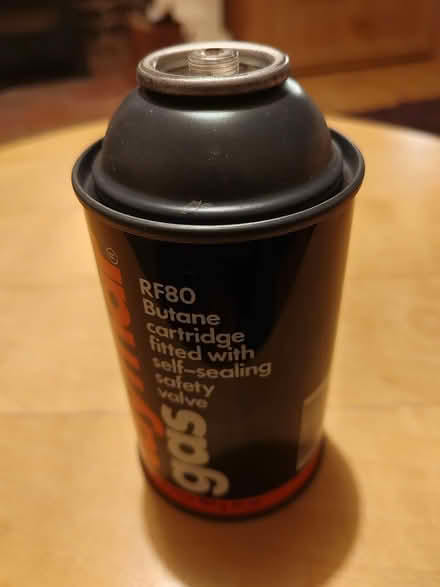 RF80
Butane
cartridge
fitted with
self-sealing
safety
valve
gas